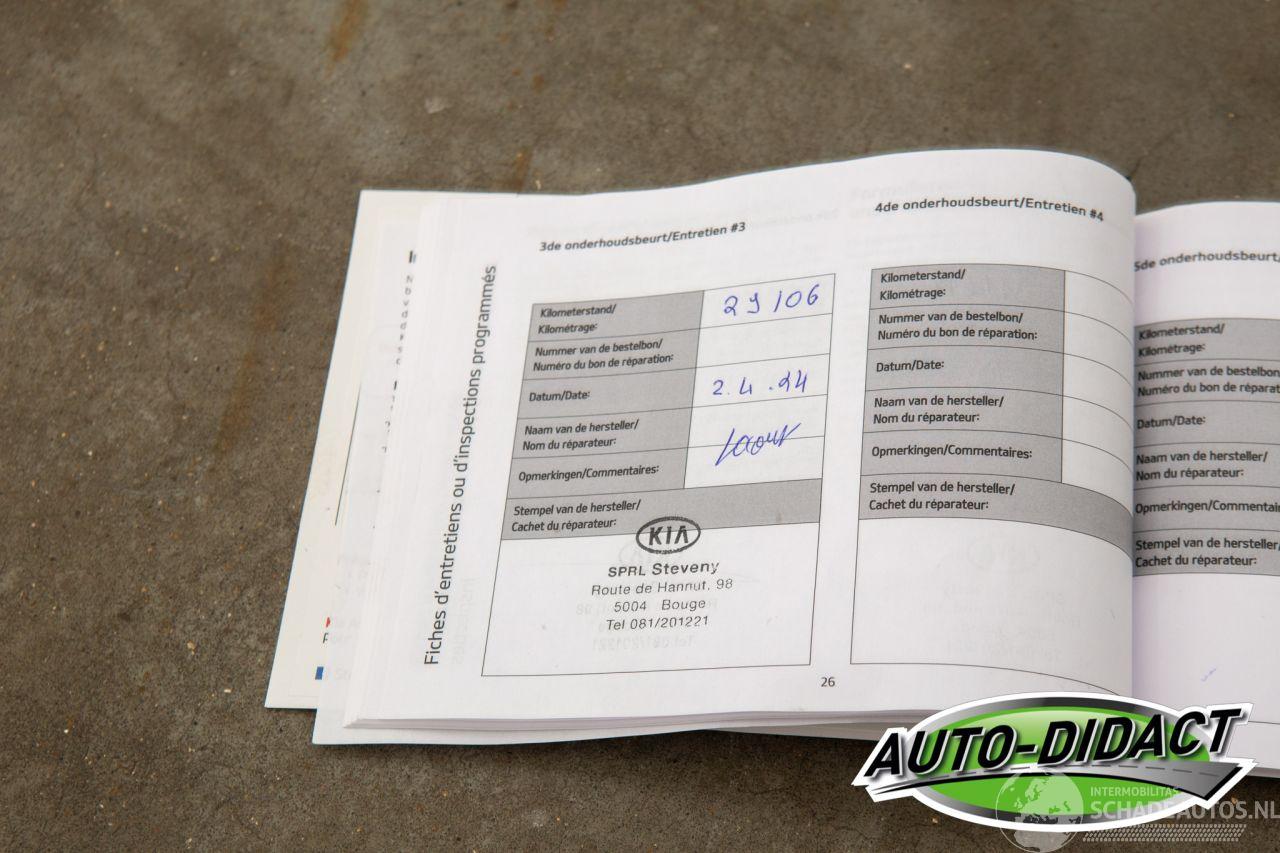 3de onderhoudsbeurt/Entretien #3
Fiches d'entretiens ou d'inspections programmés
Kilometerstand/
Kilométrage:
29106
Nummer van de bestelbon/
Numéro du bon de réparation:
Datum/Date:
2.4.24
Naam van de hersteller/
Nom du réparateur:
Opmerkingen/Commentaires:
Stempel van de hersteller/
Cachet du réparateur:
KIA
SPRL Steveny
Route de Hannut. 98
5004 Bouge
Tel 081/201221
26
4de onderhoudsbeurt/Entretien #4
Kilometerstand/
Kilométrage:
Nummer van de bestelbon/
Numéro du bon de réparation:
Datum/Date:
Naam van de hersteller/
Nom du réparateur:
Opmerkingen/Commentaires:
Stempel van de hersteller/
Cachet du réparateur:
5de onderhoudsbeurt/
Kilometerstand/
Kilométrage:
Nummer van de bestelbon
Numéro du bon de réparat
Datum/Date:
Naam van de hersteller/
Nom du réparateur:
Opmerkingen/Commentai
Stempel van de hersteller/
Cachet du réparateur:
AUTO-DIDACT
INTERMOBILITAS
SCHADEAUTOS.NL